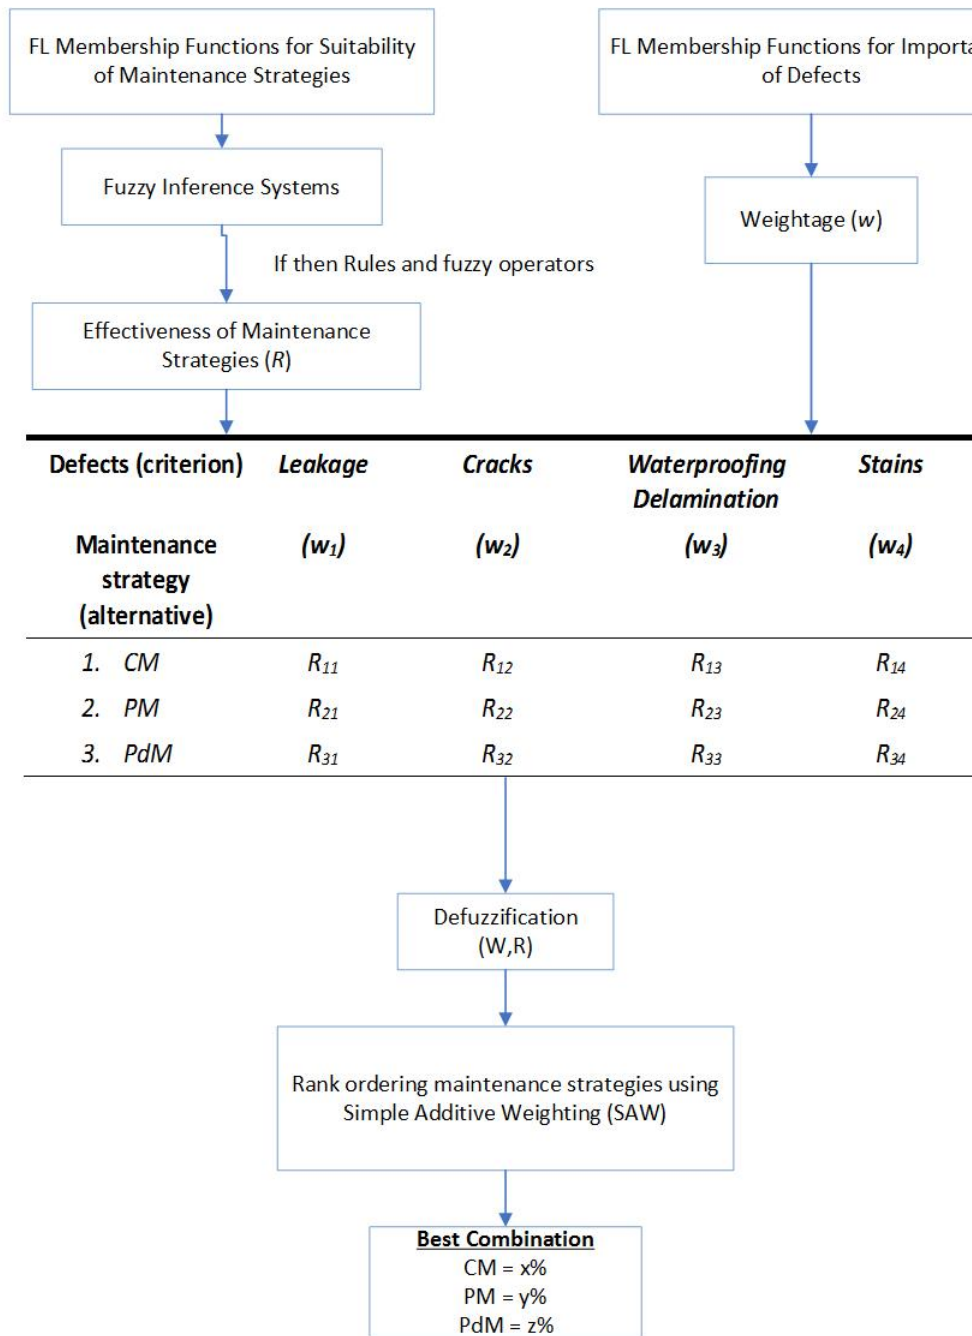 FL Membership Functions for Suitability
of Maintenance Strategies
FL Membership Functions for Importa
of Defects
Fuzzy Inference Systems
Weightage (w)
If then Rules and fuzzy operators
Effectiveness of Maintenance
Strategies (R)
Defects (criterion) Leakage Cracks Waterproofing Stains
Delamination
Maintenance (w1) (w2) (w3) (w4)
strategy
(alternative)
1. CM R11 R12 R13 R14
2. PM R21 R22 R23 R24
3. PdM R31 R32 R33 R34
Defuzzification
(W,R)
Rank ordering maintenance strategies using
Simple Additive Weighting (SAW)
Best Combination
CM = x%
PM = y%
PdM = z%